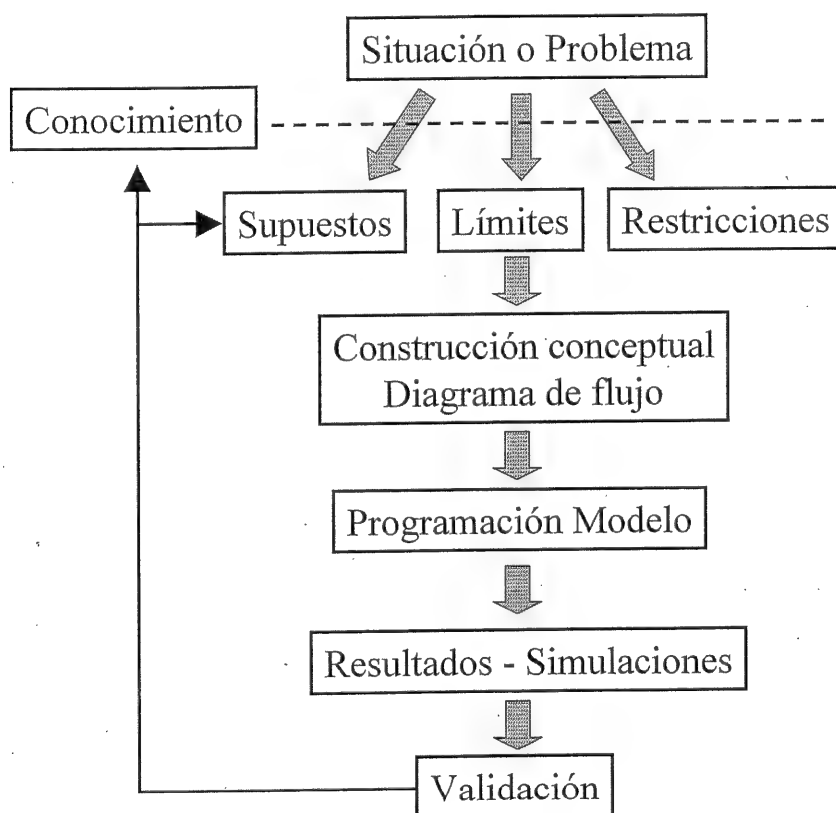 Situación o Problema
Conocimiento
Supuestos
Límites
Restricciones
Construcción conceptual
Diagrama de flujo
Programación Modelo
Resultados - Simulaciones
Validación